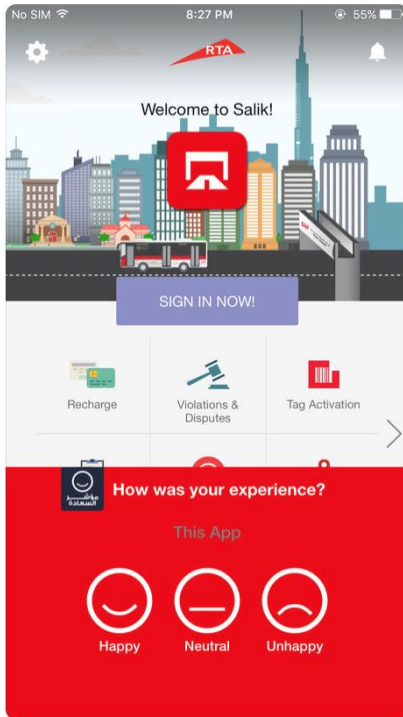 No SIM 8:27 PM 55%
RTA
Welcome to Salik!
SIGN IN NOW!
Recharge
Violations &
Disputes
Tag Activation
مؤشر
السعادة
How was your experience?
This App
Happy
Neutral
Unhappy